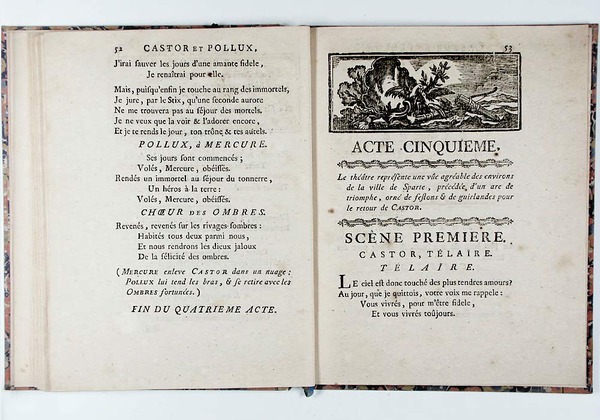 52 CASTOR ET POLLUX,
J'irai sauver les jours d'une amante fidele,
Je renaîtrai pour elle.
Mais, puisqu'enfin je touche au rang des immortels,
Je jure, par le Stix, qu'une seconde aurore
Ne me trouvera pas au séjour des mortels.
Je ne veux que la voir & l'adorer encore,
Et je te rends le jour, ton trône & tes autels.
POLLUX, à MERCURE.
Ses jours sont commencés ;
Volés, Mercure, obéissés.
Rendés un immortel au séjour du tonnerre,
Un héros à la terre :
Volés, Mercure, obéissés.
CHŒUR DES OMBRES.
Revenés, revenés sur les rivages sombres :
Habités tous deux parmi nous,
Et nous rendrons les dieux jaloux
De la félicité des ombres.
( MERCURE enleve CASTOR dans un nuage :
POLLUX lui tend les bras, & se retire avec les
OMBRES fortunées. )
FIN DU QUATRIEME ACTE.
53
ACTE CINQUIEME.
Le théâtre représente une vûe agréable des environs
de la ville de Sparte, précédée d'un arc de
triomphe, orné de festons & de guirlandes pour
le retour de CASTOR.
SCENE PREMIERE.
CASTOR, TÉLAIRE.
TÉLAIRE.
LE ciel est donc touché des plus tendres amours?
Au jour, que je quittois, votre voix me rappele :
Vous vivrés, pour m'être fidele,
Et vous vivrés toûjours.